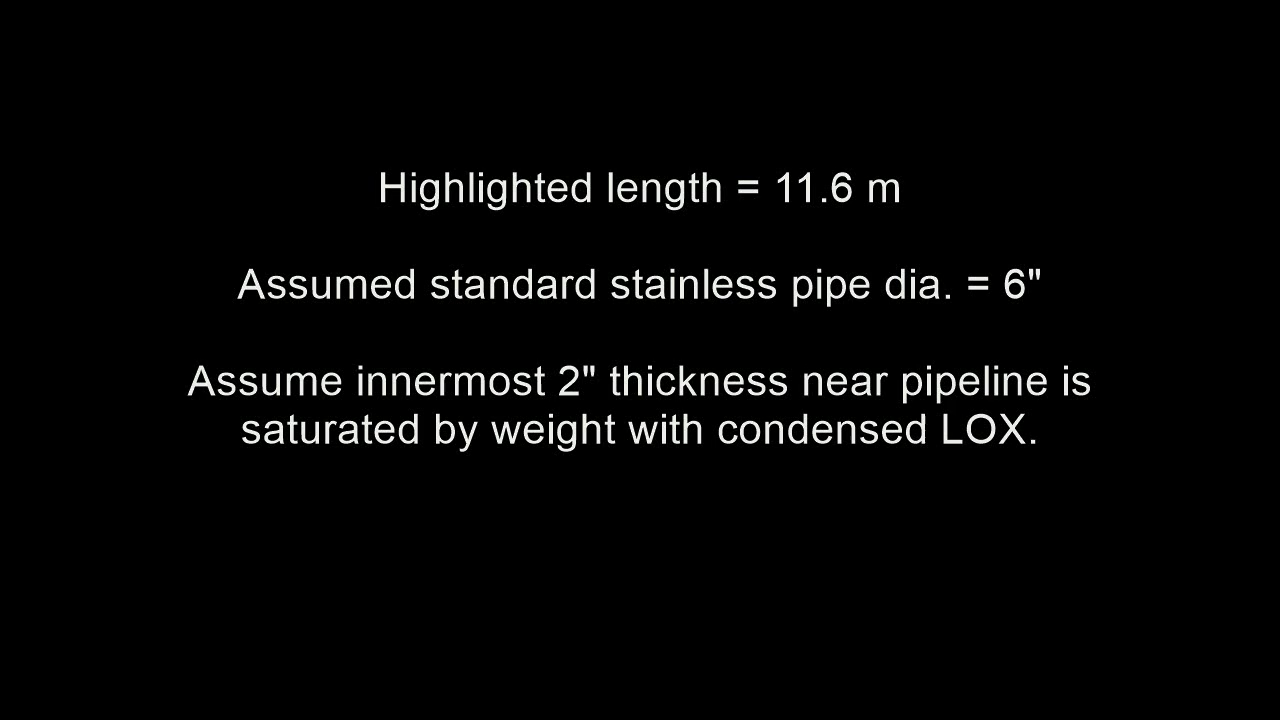 Highlighted length = 11.6 m
Assumed standard stainless pipe dia. = 6"
Assume innermost 2" thickness near pipeline is
saturated by weight with condensed LOX.